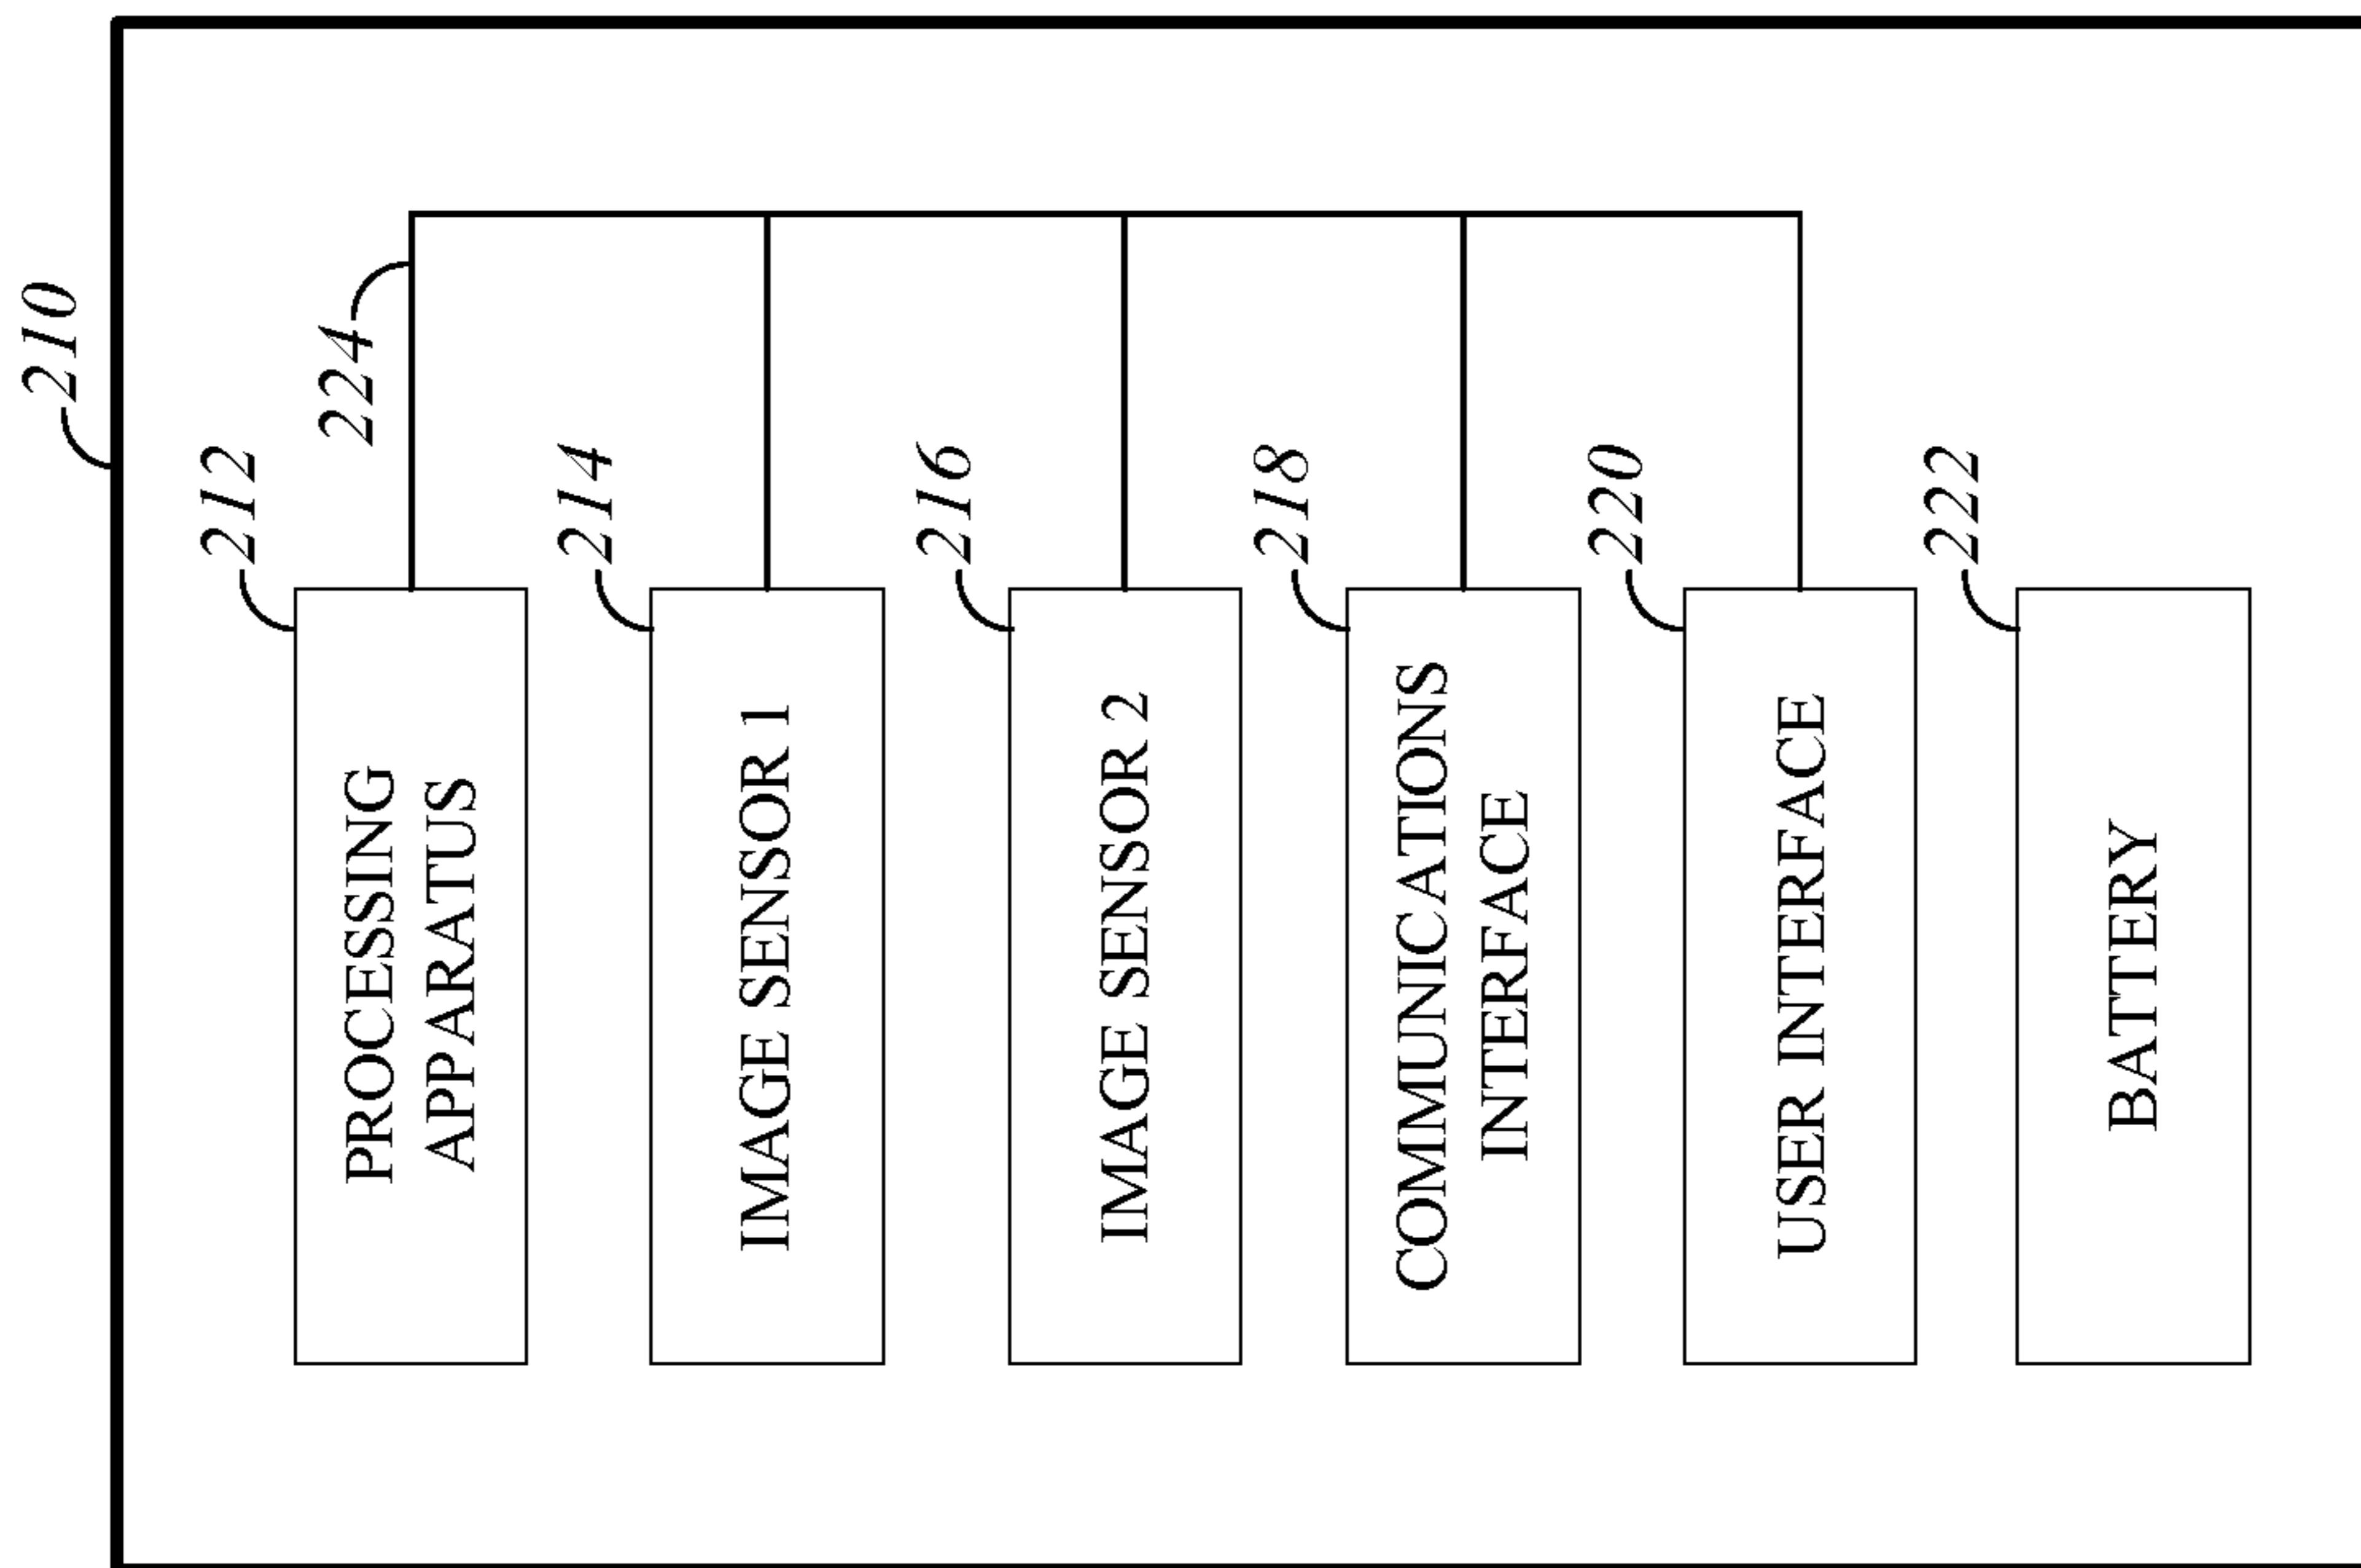 210
224
212
PROCESSING
APPARATUS
214
IMAGE SENSOR 1
216
IMAGE SENSOR 2
218
COMMUNICATIONS
INTERFACE
220
USER INTERFACE
222
BATTERY